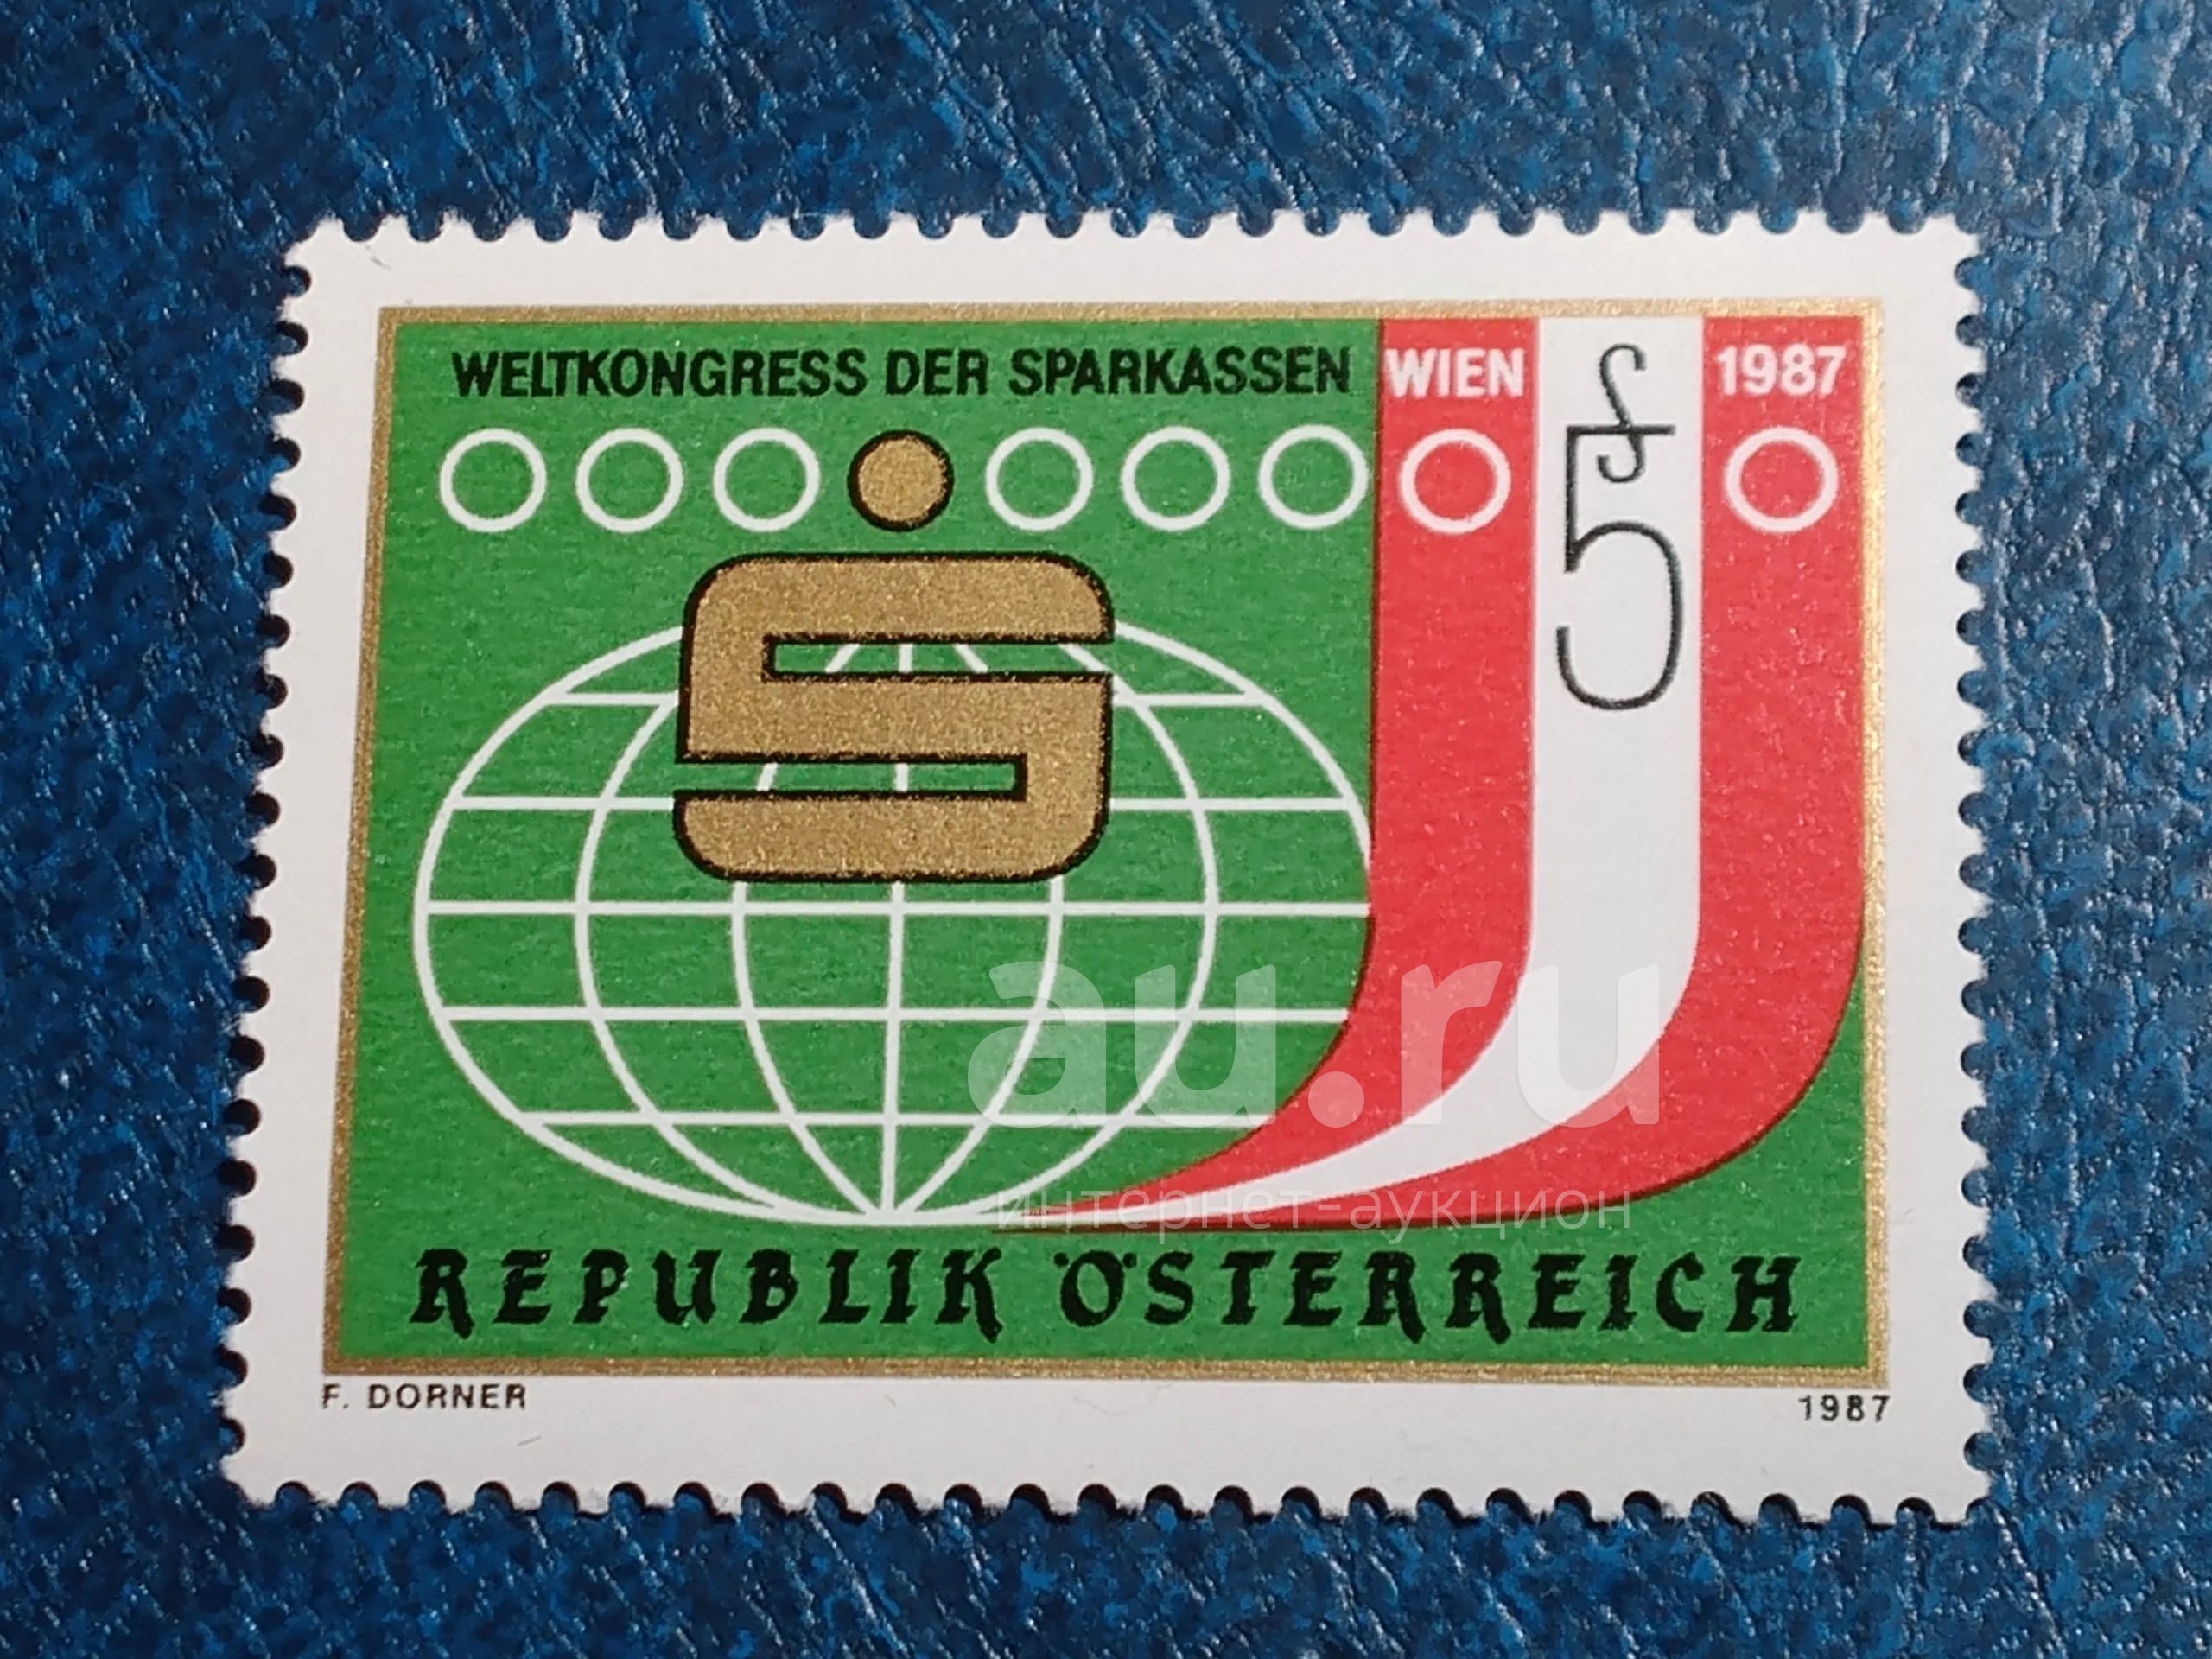 WELTKONGRESS DER SPARKASSEN WIEN 1987
S 5
REPUBLIK ÖSTERREICH
F. DORNER 1987
au.ru
интернет-аукцион